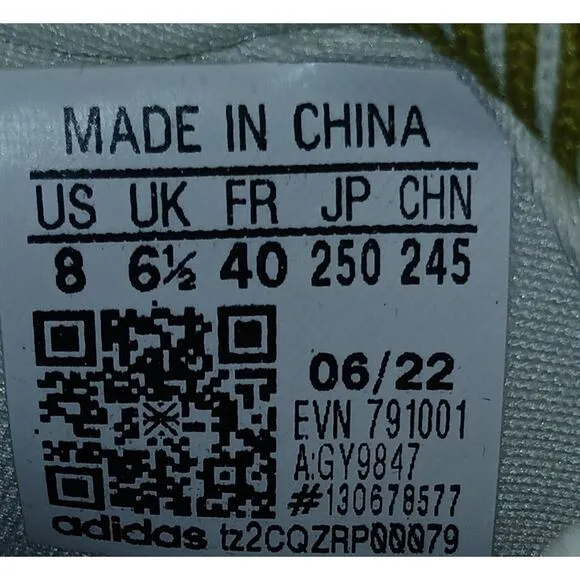 MADE IN CHINA
US UK FR JP CHN
8 6½ 40 250 245
06/22
EVN 791001
A:GY9847
#130678577
adidas tz2CQZRP00079